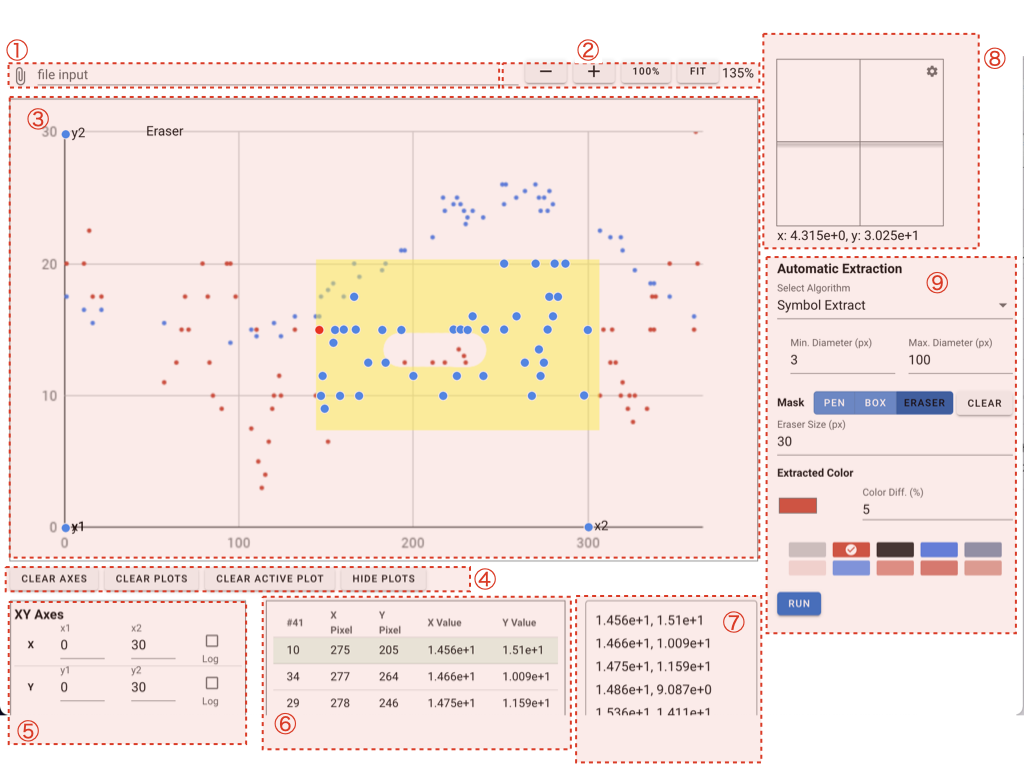 ①
②
⑧
file input
− + 100% FIT 135%
③
30 y2 Eraser
20
10
0 y1 x2
0 100 200 300
x: 4.315e+0, y: 3.025e+1
Automatic Extraction
⑨
Select Algorithm
Symbol Extract
Min. Diameter (px) Max. Diameter (px)
3 100
Mask PEN BOX ERASER CLEAR
Eraser Size (px)
30
Extracted Color
Color Diff. (%)
5
RUN
CLEAR AXES CLEAR PLOTS CLEAR ACTIVE PLOT HIDE PLOTS ④
XY Axes
x1 x2
X 0 30
Log
y1 y2
Y 0 30
Log
⑤
#41 X Pixel Y Pixel X Value Y Value
10 275 205 1.456e+1 1.51e+1
34 277 264 1.466e+1 1.009e+1
29 278 246 1.475e+1 1.159e+1
⑥
1.456e+1, 1.51e+1
⑦
1.466e+1, 1.009e+1
1.475e+1, 1.159e+1
1.486e+1, 9.087e+0
1.536e+1, 1.411e+1